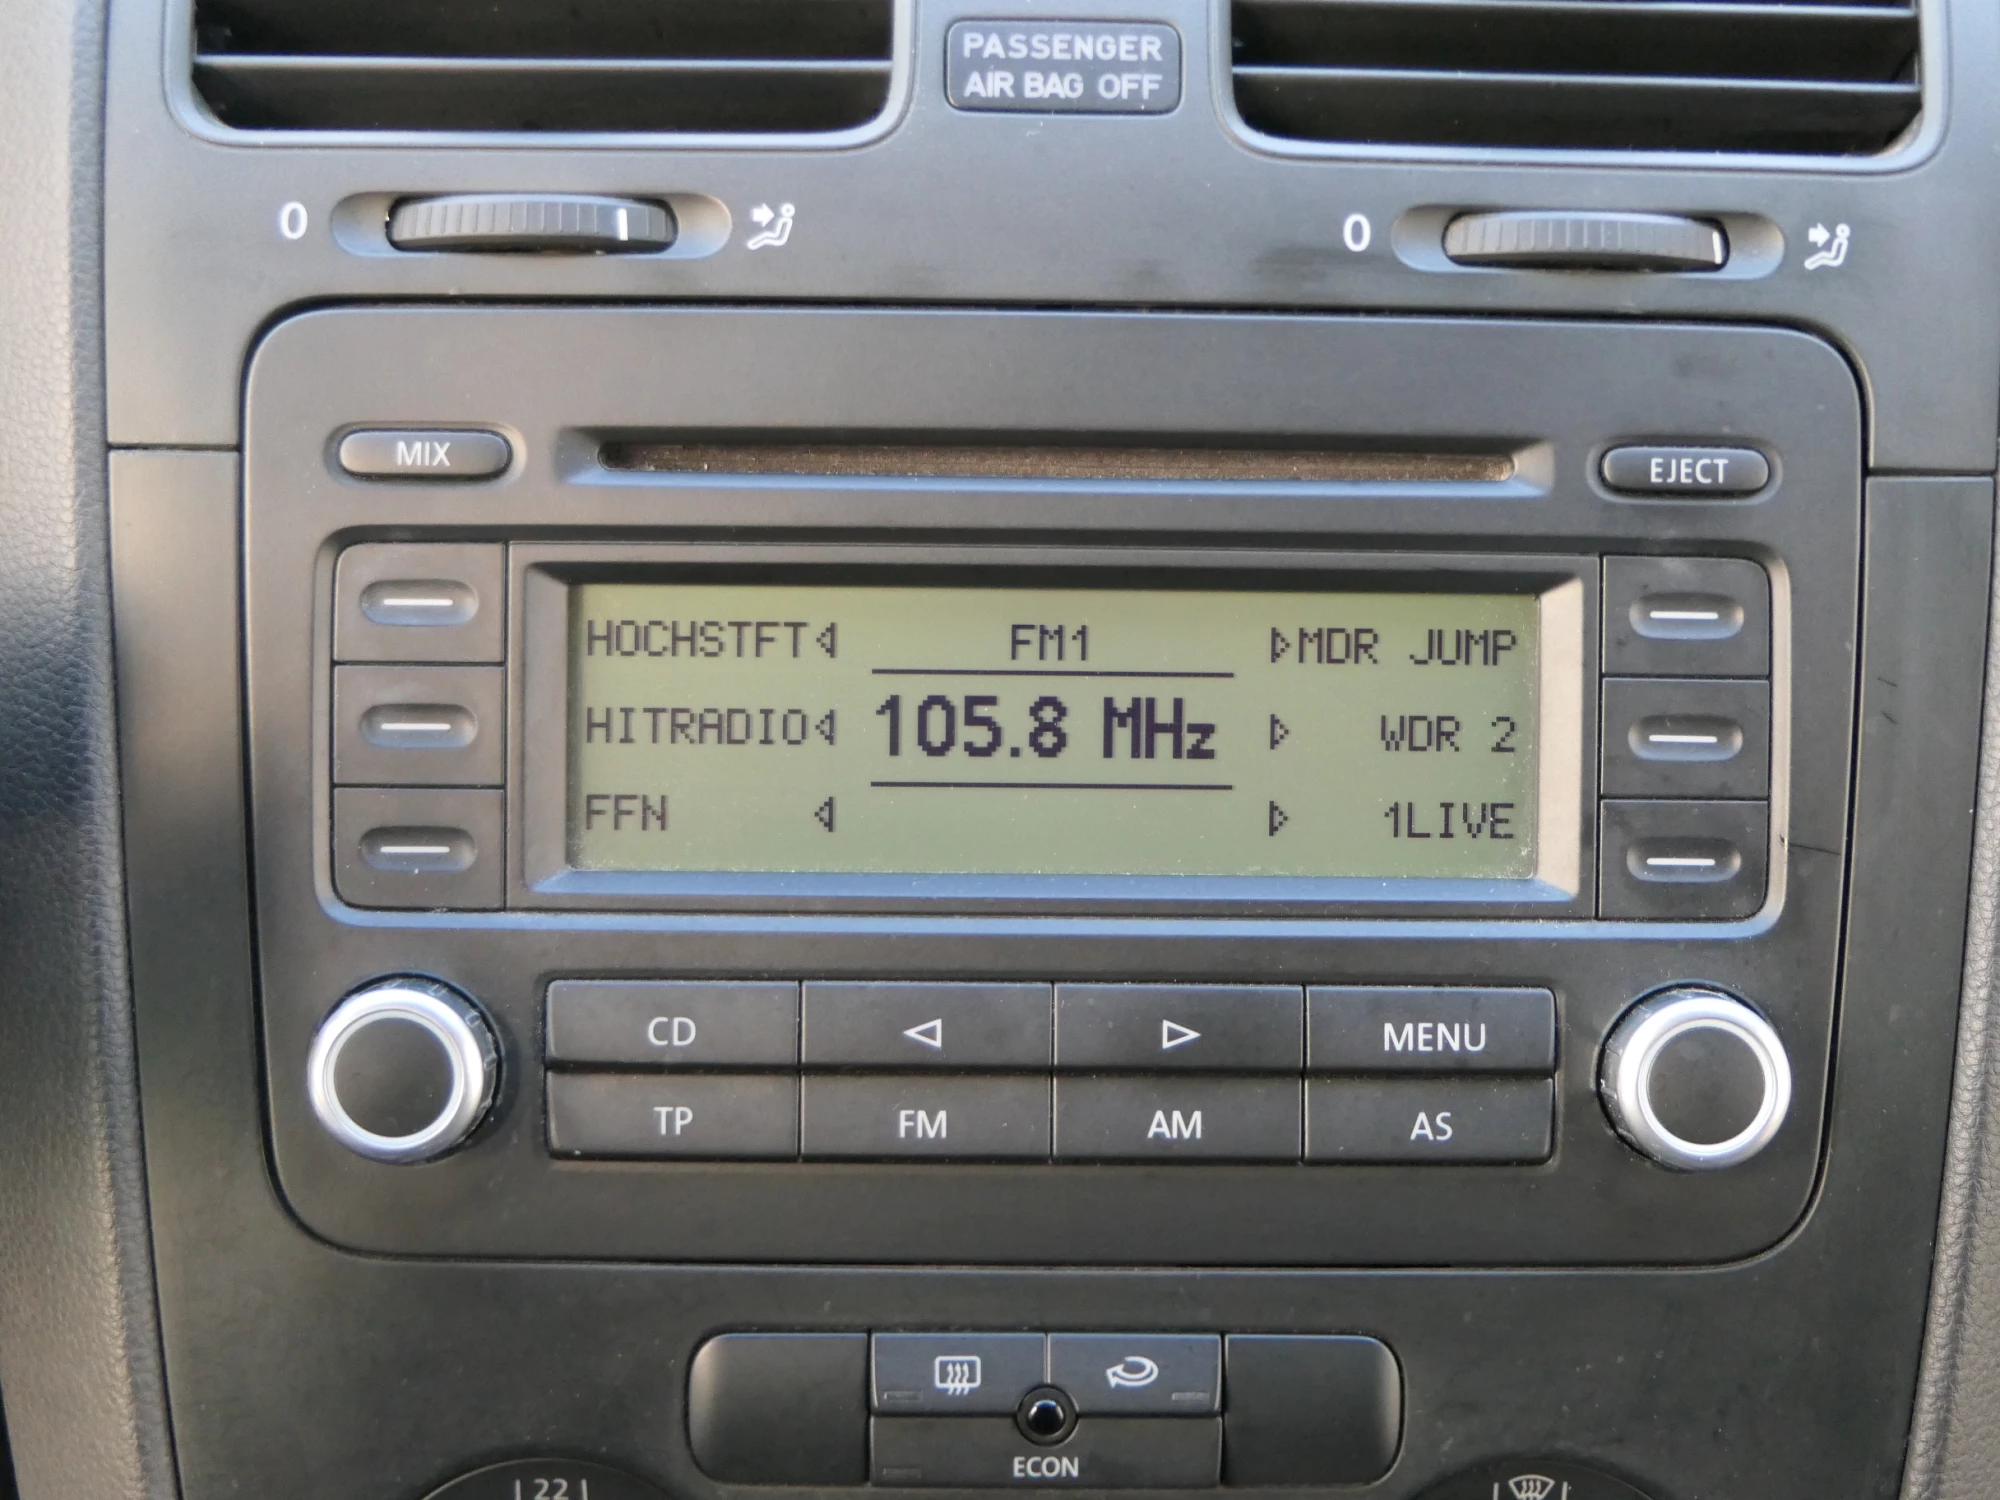 PASSENGER
AIR BAG OFF
0
0
MIX
EJECT
HOCHSTFT FM1 MDR JUMP
HITRADIO 105.8 MHz WDR 2
FFN 1LIVE
CD MENU
TP FM AM AS
ECON
22